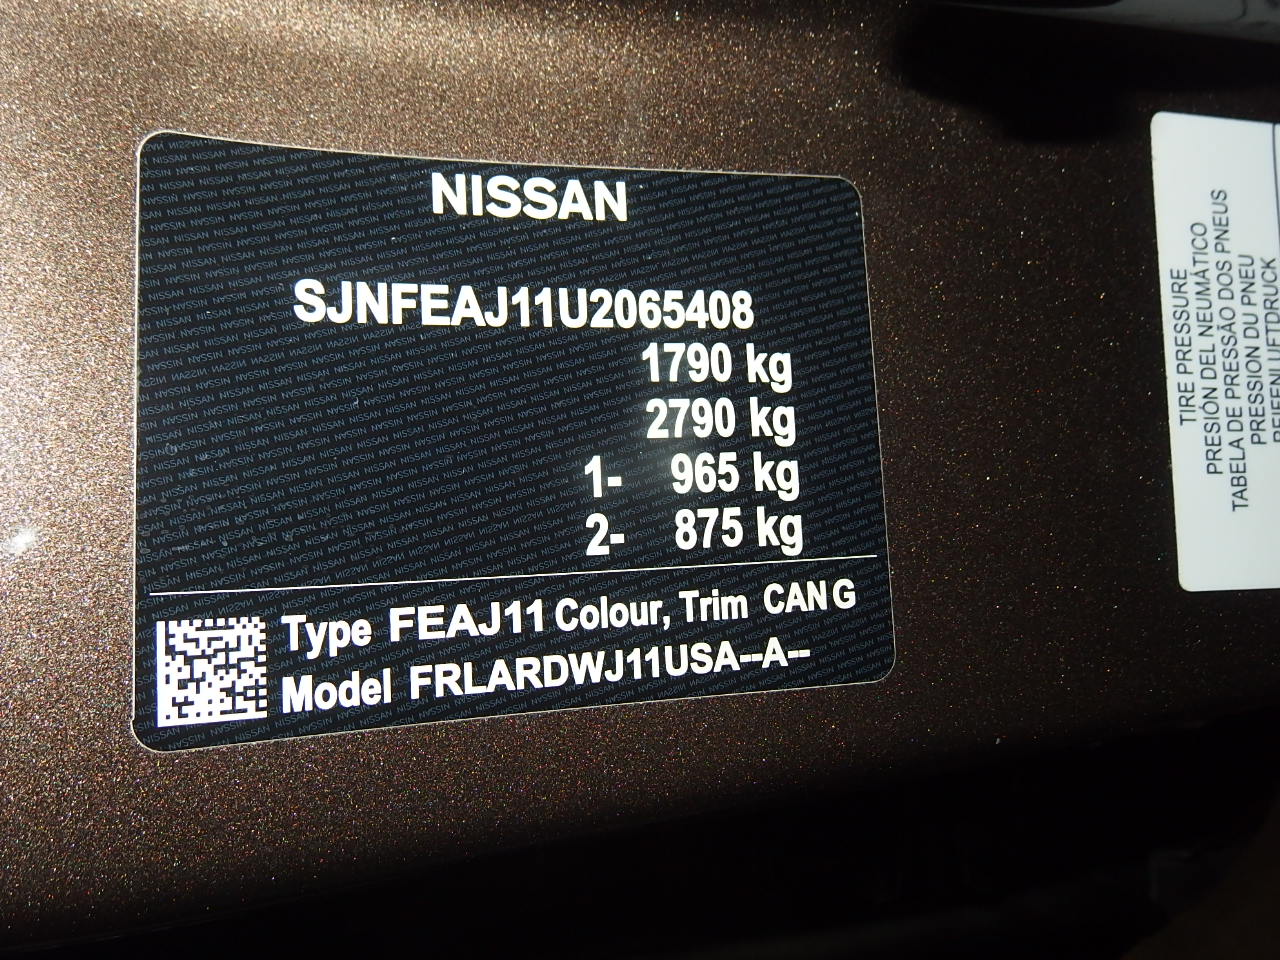 NISSAN
SJNFEAJ11U2065408
1790 kg
2790 kg
1- 965 kg
2- 875 kg
Type FEAJ11 Colour, Trim CAN G
Model FRLARDWJ11USA--A--
TIRE PRESSURE
PRESIÓN DEL NEUMÁTICO
TABELA DE PRESSÃO DOS PNEUS
PRESSION DU PNEU
REIFENLUFTDRUCK